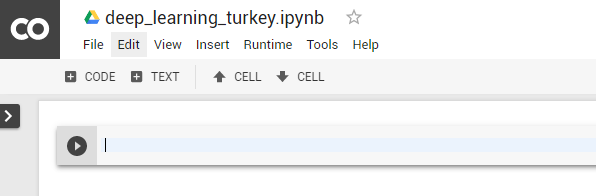 CO
deep_learning_turkey.ipynb
File Edit View Insert Runtime Tools Help
CODE TEXT CELL CELL